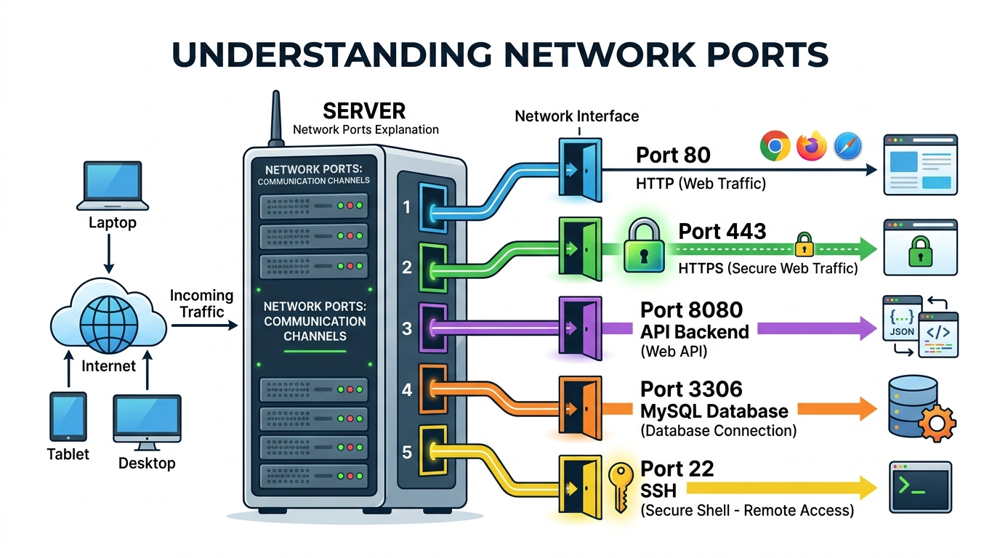 UNDERSTANDING NETWORK PORTS
SERVER
Network Ports Explanation
Network Interface
NETWORK PORTS:
COMMUNICATION CHANNELS
NETWORK PORTS:
COMMUNICATION
CHANNELS
Laptop
Incoming
Traffic
Internet
Tablet
Desktop
1
2
3
4
5
Port 80
HTTP (Web Traffic)
Port 443
HTTPS (Secure Web Traffic)
Port 8080
API Backend
(Web API)
{...}
JSON
</>
Port 3306
MySQL Database
(Database Connection)
Port 22
SSH
(Secure Shell - Remote Access)
>_